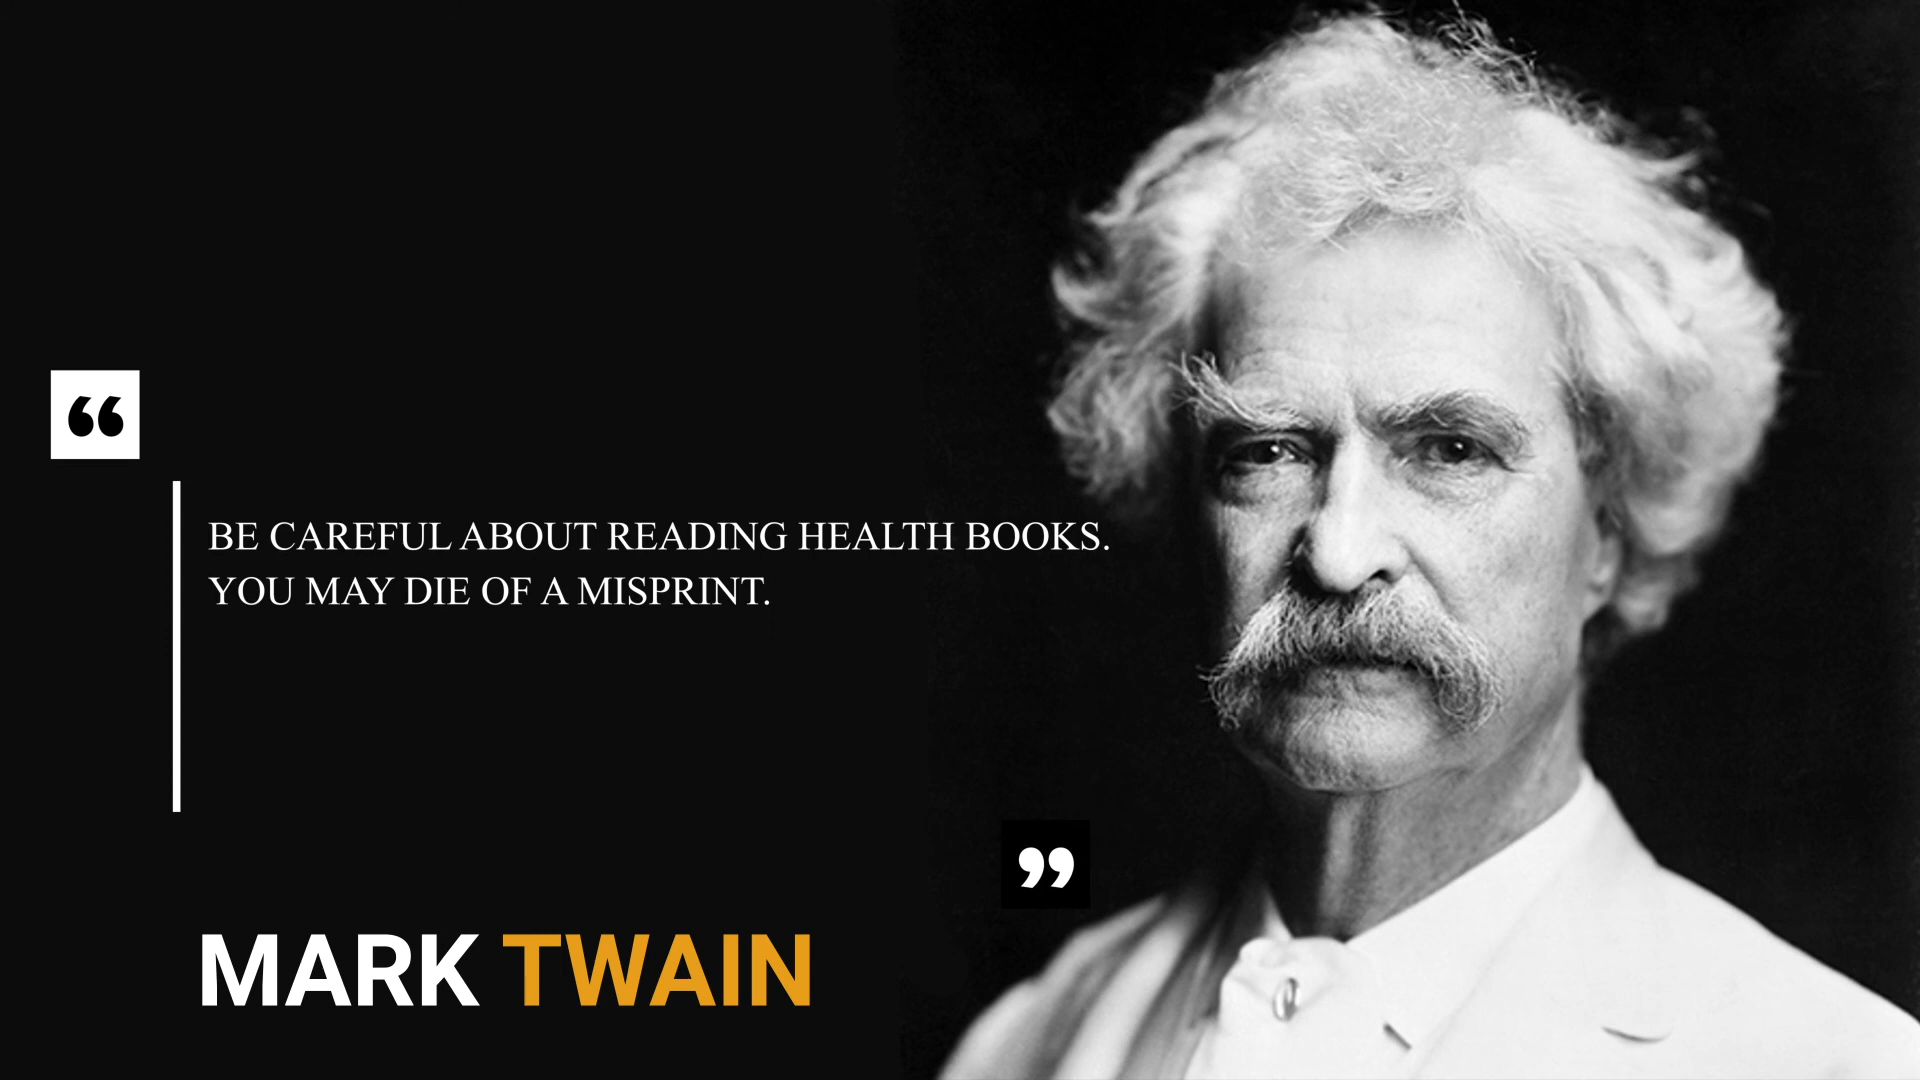 “
BE CAREFUL ABOUT READING HEALTH BOOKS.
YOU MAY DIE OF A MISPRINT.
”
MARK TWAIN